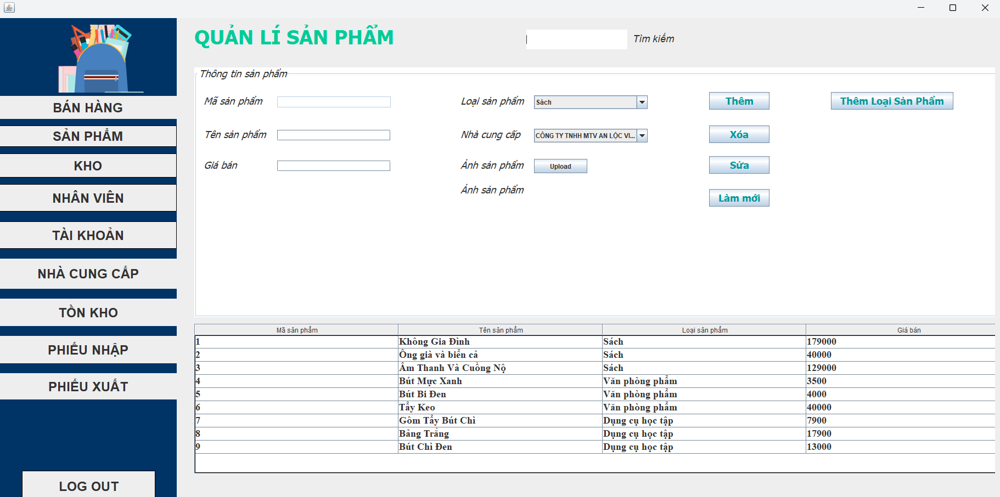 BÁN HÀNG
SẢN PHẨM
KHO
NHÂN VIÊN
TÀI KHOẢN
NHÀ CUNG CẤP
TỒN KHO
PHIẾU NHẬP
PHIẾU XUẤT
LOG OUT
QUẢN LÍ SẢN PHẨM
Tìm kiếm
Thông tin sản phẩm
Mã sản phẩm Loại sản phẩm Sách Thêm Thêm Loại Sản Phẩm
Tên sản phẩm Nhà cung cấp CÔNG TY TNHH MTV AN LỘC VI... Xóa
Giá bán Ảnh sản phẩm Upload Sửa
Ảnh sản phẩm Làm mới
Mã sản phẩm Tên sản phẩm Loại sản phẩm Giá bán
1 Không Gia Đình Sách 179000
2 Ông già và biển cả Sách 40000
3 Âm Thanh Và Cuồng Nộ Sách 129000
4 Bút Mực Xanh Văn phòng phẩm 3500
5 Bút Bi Đen Văn phòng phẩm 4000
6 Tẩy Keo Văn phòng phẩm 40000
7 Gôm Tẩy Bút Chì Dụng cụ học tập 7900
8 Bảng Trắng Dụng cụ học tập 17900
9 Bút Chì Đen Dụng cụ học tập 13000